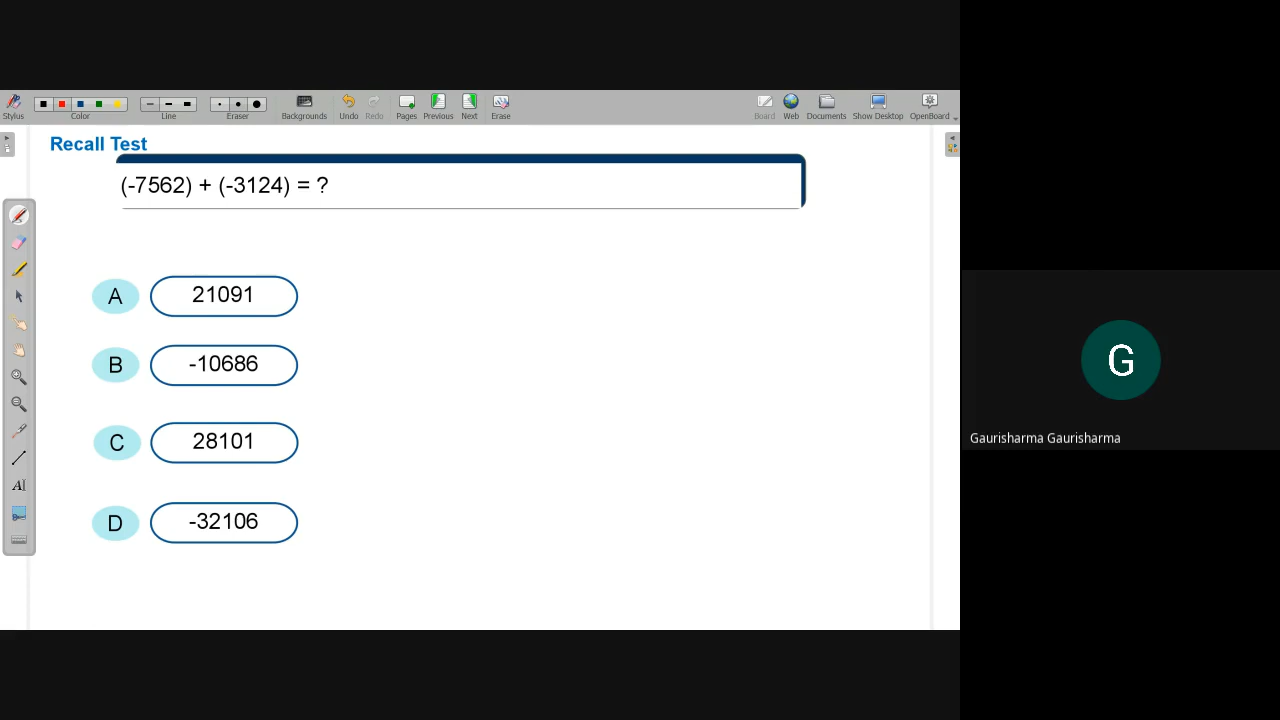 Stylus Color Line Eraser Backgrounds Undo Redo Pages Previous Next Erase Board Web Documents Show Desktop OpenBoard
Recall Test
(-7562) + (-3124) = ?
A 21091
B -10686
C 28101
D -32106
AI
G
Gaurisharma Gaurisharma